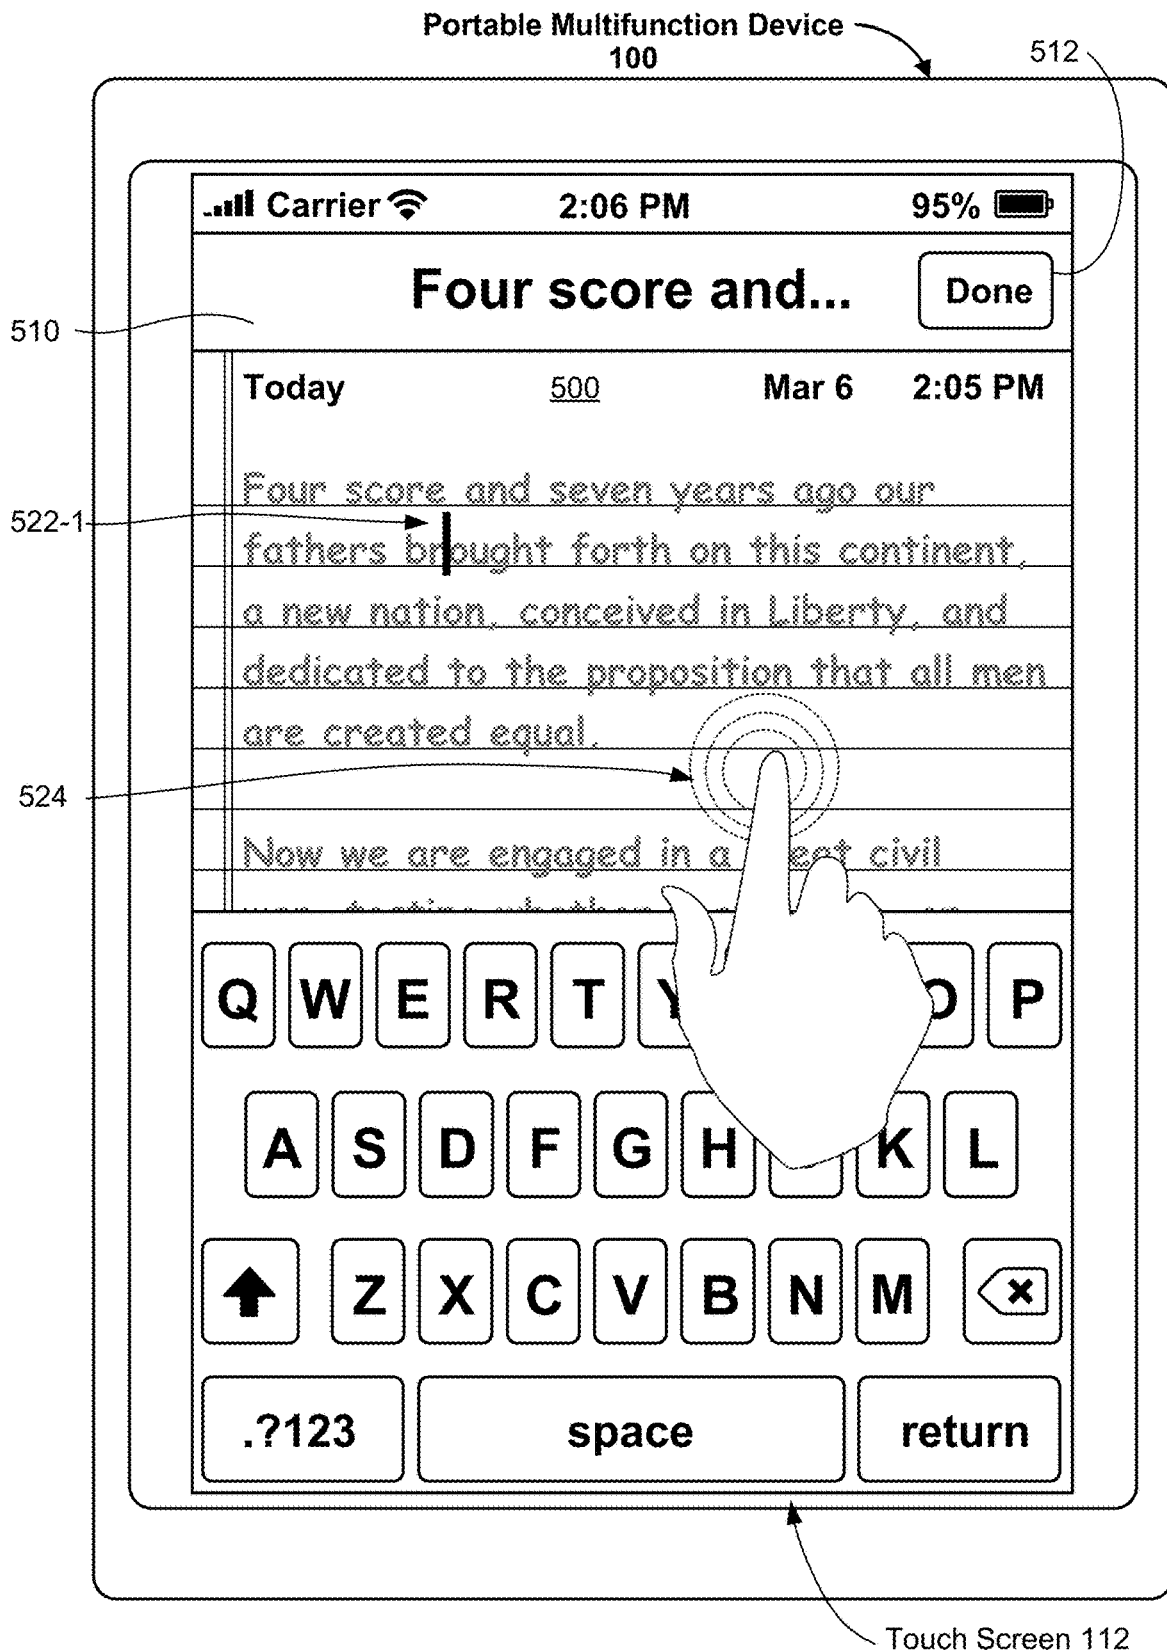 Portable Multifunction Device
100
512
Carrier 2:06 PM 95%
Four score and... Done
510
Today 500 Mar 6 2:05 PM
Four score and seven years ago our
522-1
fathers brought forth on this continent,
a new nation, conceived in Liberty, and
dedicated to the proposition that all men
are created equal.
524
Now we are engaged in a civil
Q W E R T Y O P
A S D F G H K L
Z X C V B N M
.?123 space return
Touch Screen 112